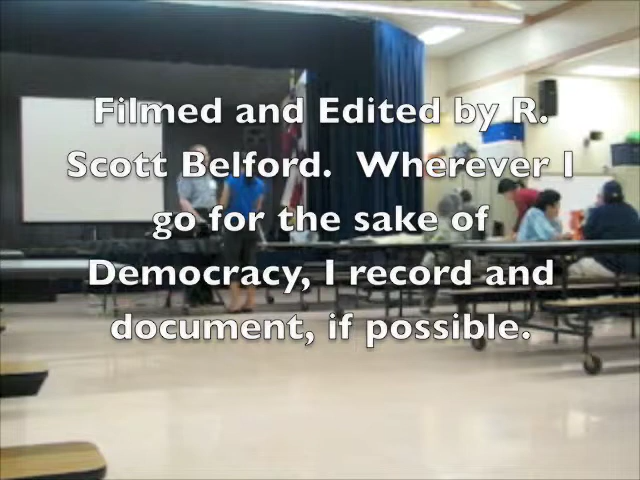 Filmed and Edited by R.
Scott Belford.  Wherever I
go for the sake of
Democracy, I record and
document, if possible.